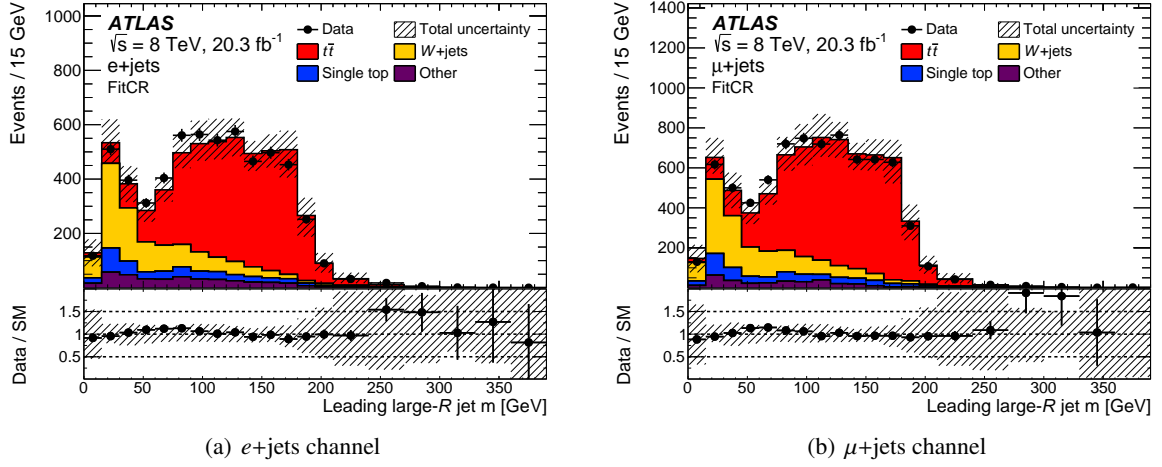 ATLAS
√s = 8 TeV, 20.3 fb⁻¹
e+jets
FitCR
Data
Total uncertainty
tt̅
W+jets
Single top
Other
Events / 15 GeV
1000
800
600
400
200
Data / SM
1.5
1
0.5
0 50 100 150 200 250 300 350
Leading large-R jet m [GeV]
(a) e+jets channel
ATLAS
√s = 8 TeV, 20.3 fb⁻¹
μ+jets
FitCR
Data
Total uncertainty
tt̅
W+jets
Single top
Other
Events / 15 GeV
1400
1200
1000
800
600
400
200
Data / SM
1.5
1
0.5
0 50 100 150 200 250 300 350
Leading large-R jet m [GeV]
(b) μ+jets channel